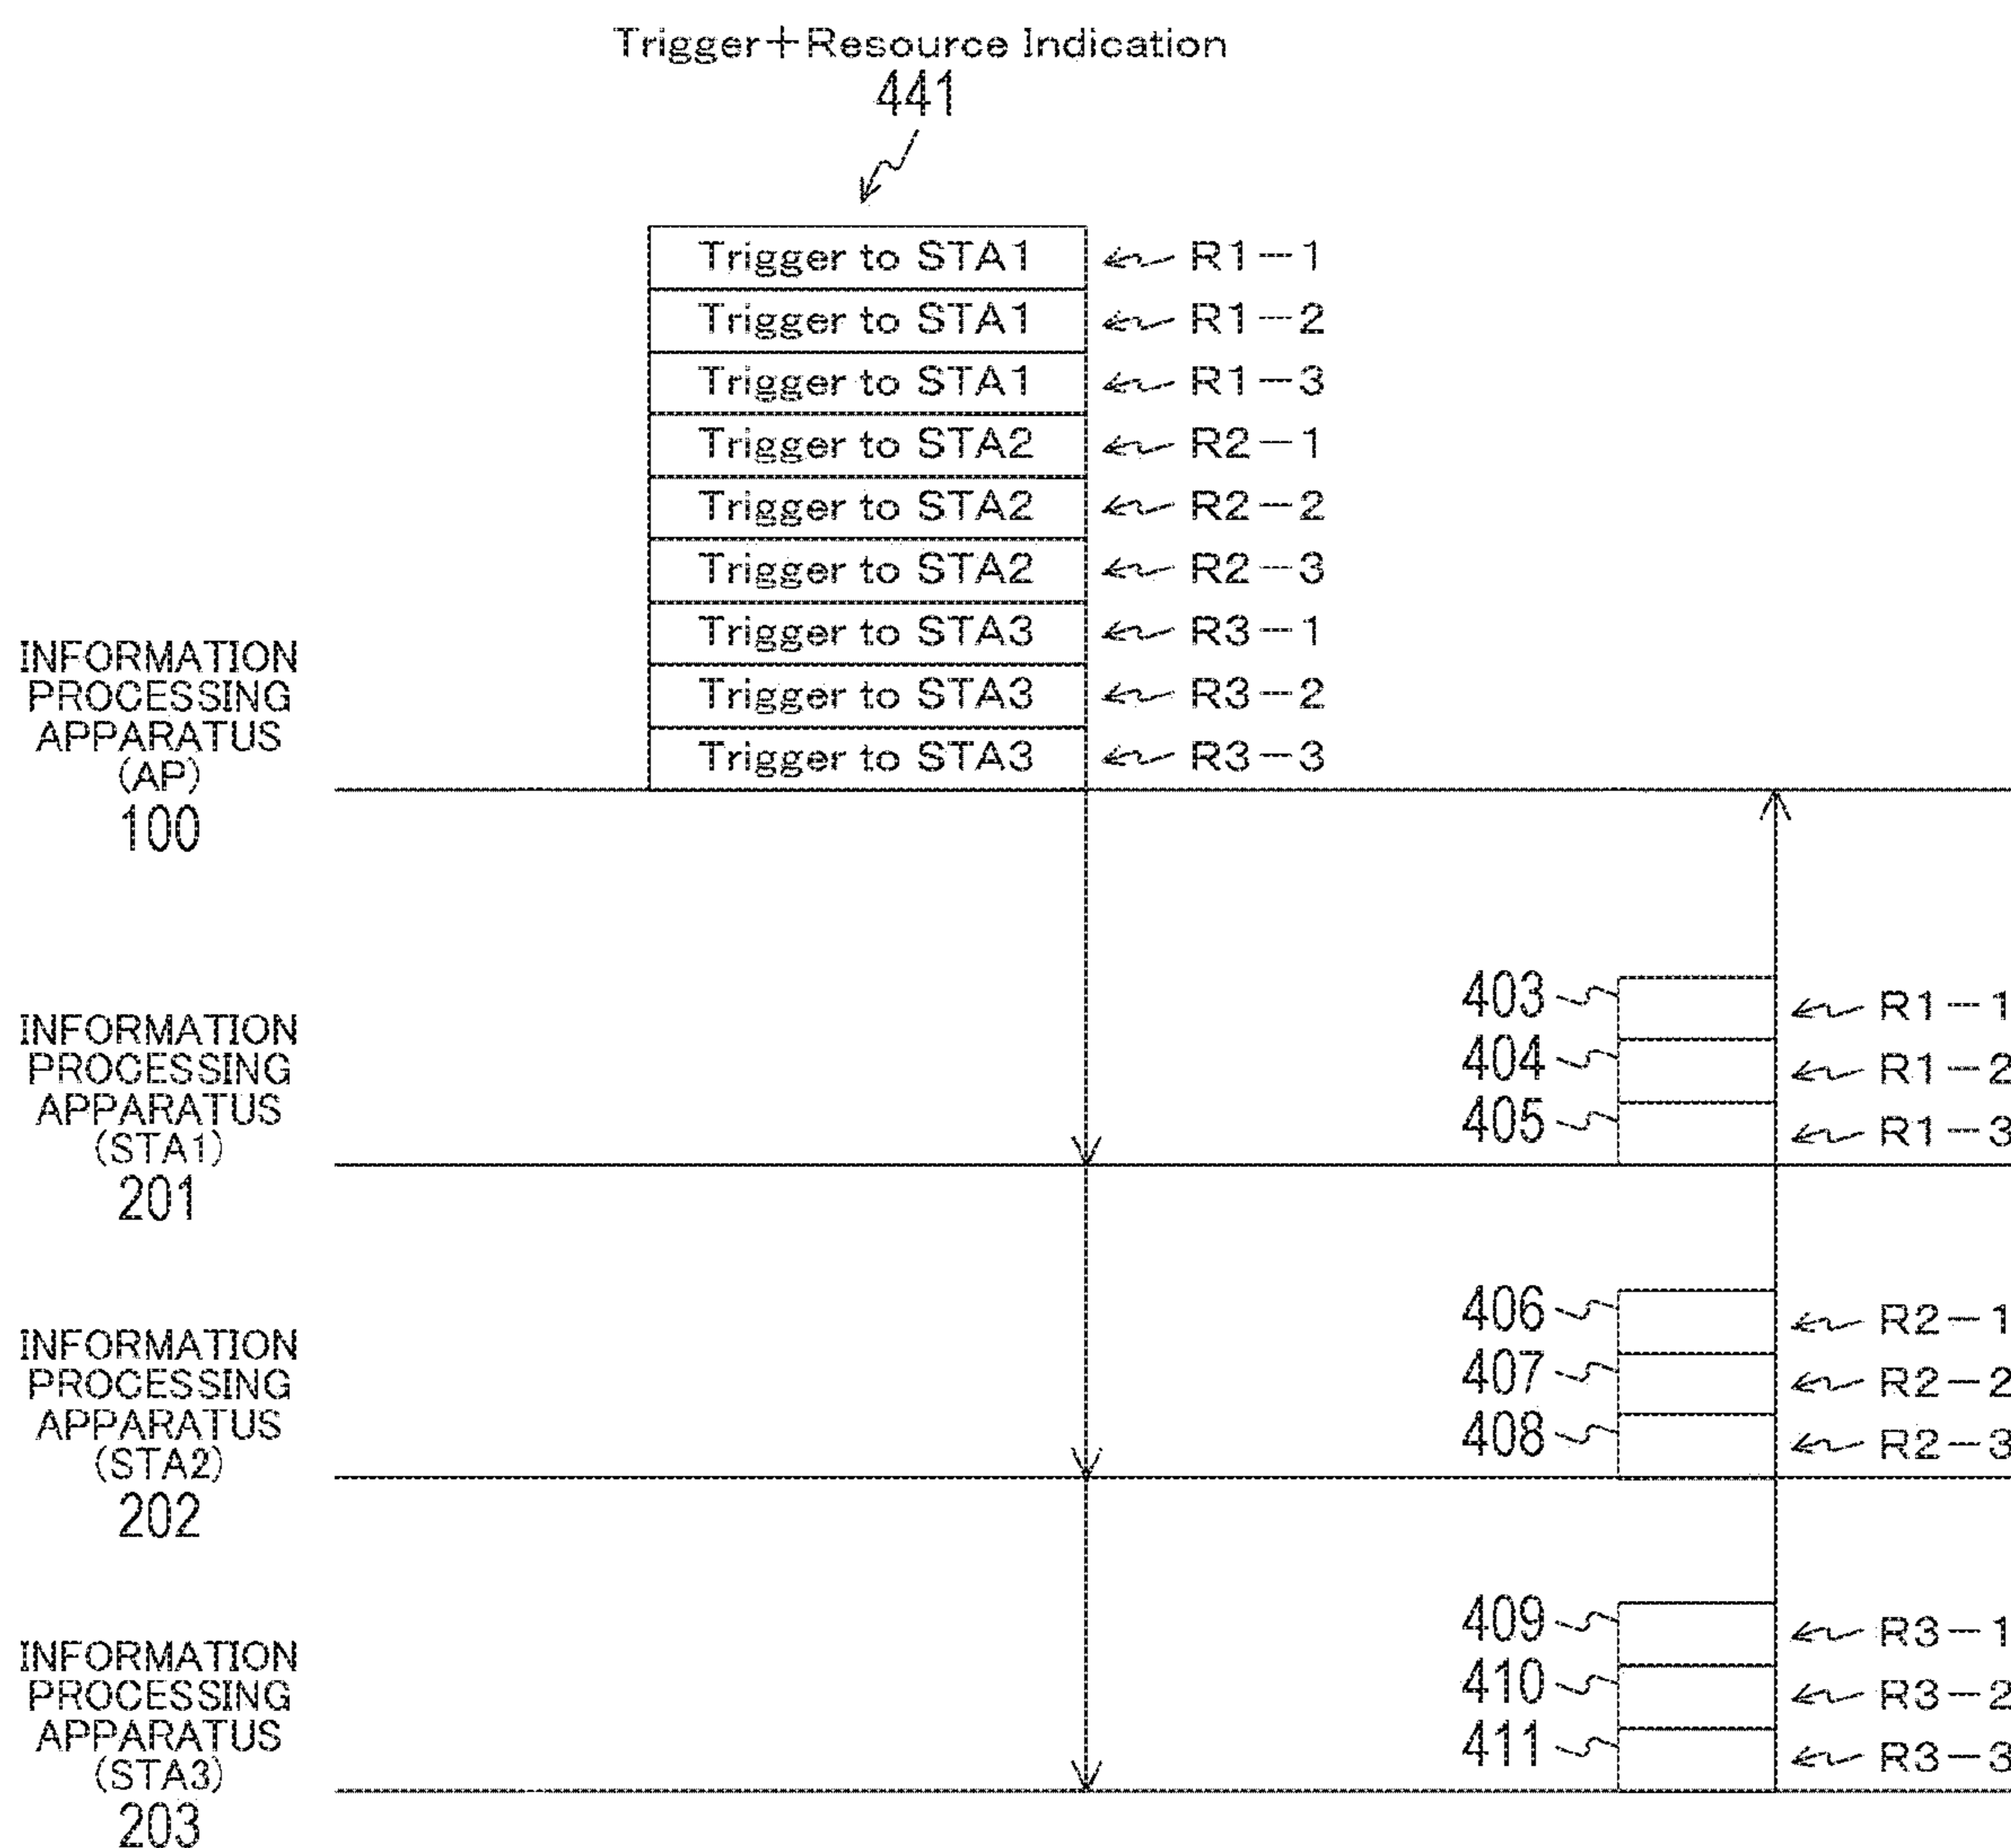 Trigger+Resource Indication
441
Trigger to STA1 R1-1
Trigger to STA1 R1-2
Trigger to STA1 R1-3
Trigger to STA2 R2-1
Trigger to STA2 R2-2
Trigger to STA2 R2-3
Trigger to STA3 R3-1
Trigger to STA3 R3-2
Trigger to STA3 R3-3
INFORMATION
PROCESSING
APPARATUS
(AP)
100
INFORMATION
PROCESSING
APPARATUS
(STA1)
201
403 R1-1
404 R1-2
405 R1-3
INFORMATION
PROCESSING
APPARATUS
(STA2)
202
406 R2-1
407 R2-2
408 R2-3
INFORMATION
PROCESSING
APPARATUS
(STA3)
203
409 R3-1
410 R3-2
411 R3-3